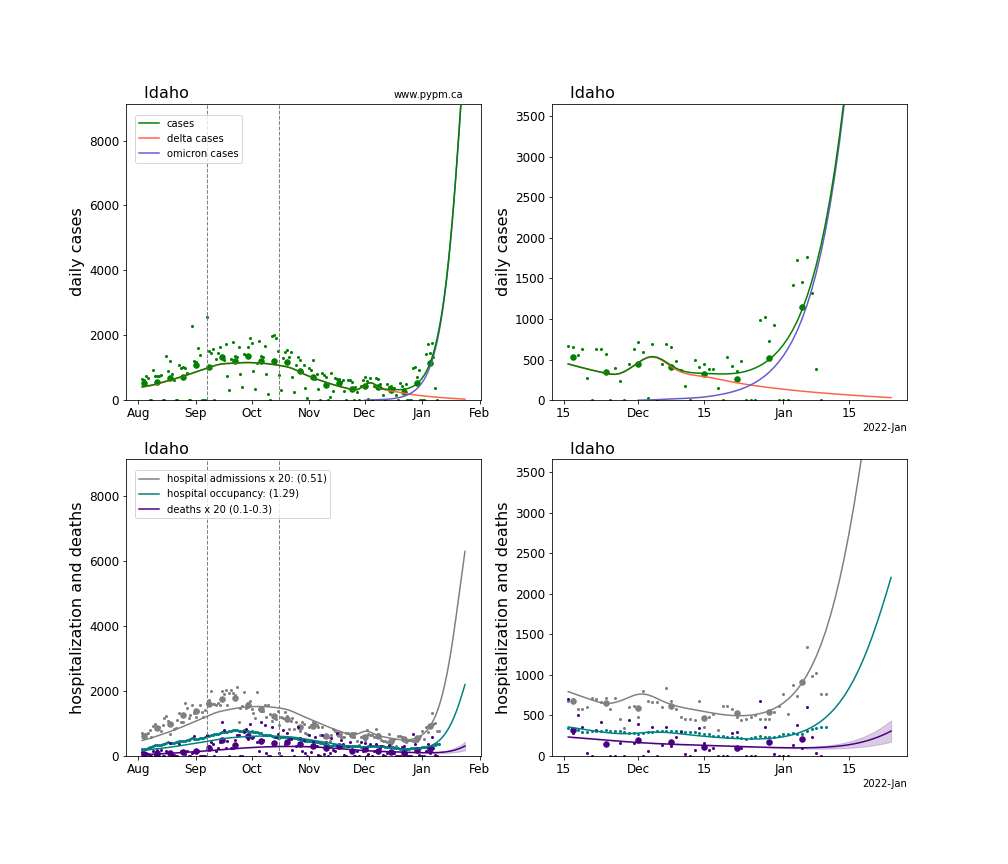 Idaho
www.pypm.ca
Idaho
8000
6000
4000
2000
0
daily cases
cases
delta cases
omicron cases
Aug Sep Oct Nov Dec Jan Feb
3500
3000
2500
2000
1500
1000
500
0
daily cases
15 Dec 15 Jan 15
2022-Jan
Idaho
Idaho
8000
6000
4000
2000
0
hospitalization and deaths
hospital admissions x 20: (0.51)
hospital occupancy: (1.29)
deaths x 20 (0.1-0.3)
Aug Sep Oct Nov Dec Jan Feb
3500
3000
2500
2000
1500
1000
500
0
hospitalization and deaths
15 Dec 15 Jan 15
2022-Jan